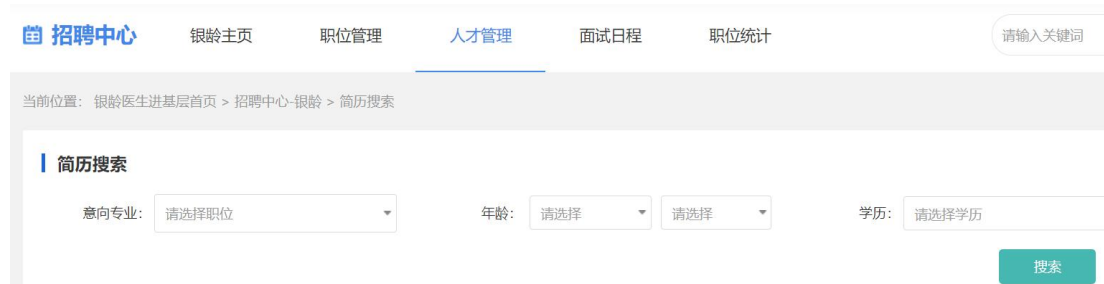 招聘中心 银龄主页 职位管理 人才管理 面试日程 职位统计 请输入关键词
当前位置： 银龄医生进基层首页 > 招聘中心-银龄 > 简历搜索
简历搜索
意向专业： 请选择职位 年龄： 请选择 请选择 学历： 请选择学历
搜索